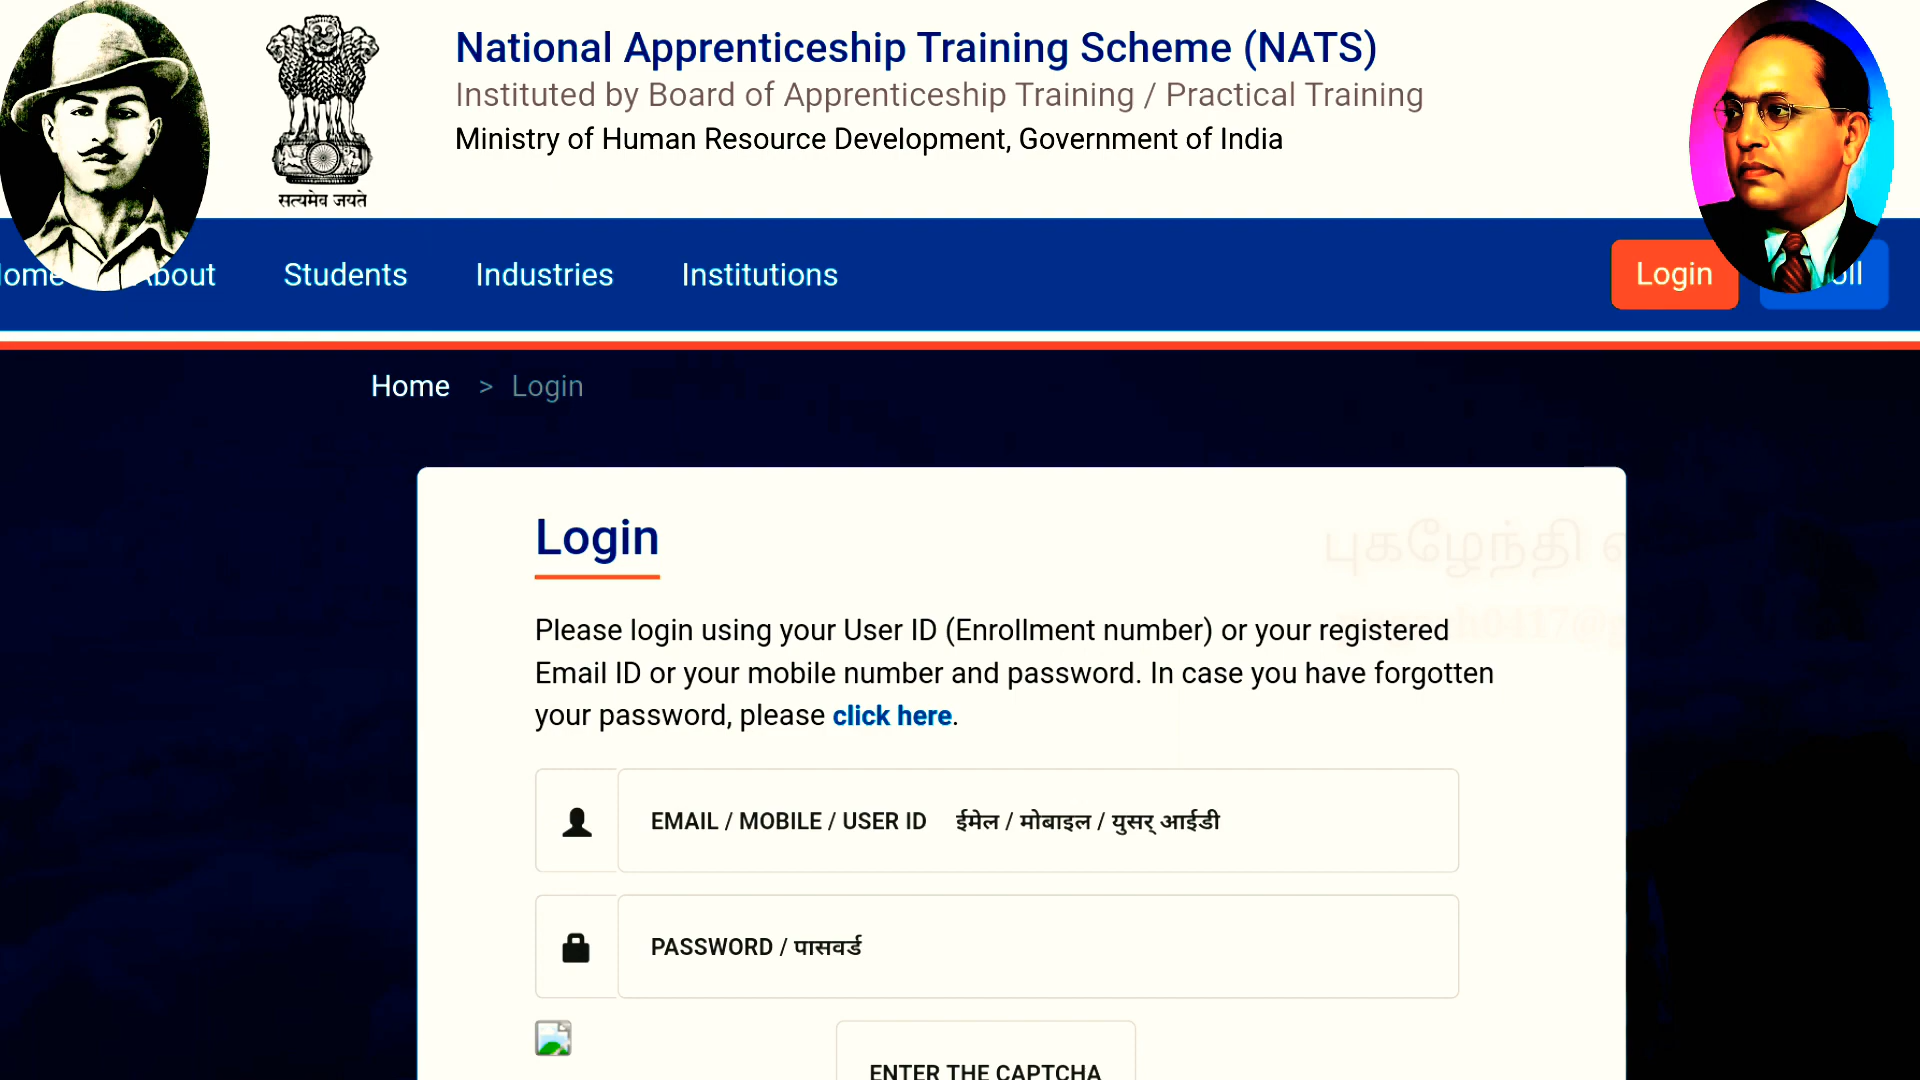 National Apprenticeship Training Scheme (NATS)
Instituted by Board of Apprenticeship Training / Practical Training
Ministry of Human Resource Development, Government of India
सत्यमेव जयते
Students Industries Institutions Login
Home > Login
Login
புகழேந்தி
Please login using your User ID (Enrollment number) or your registered
Email ID or your mobile number and password. In case you have forgotten
your password, please click here.
EMAIL / MOBILE / USER ID ईमेल / मोबाइल / युसर् आईडी
PASSWORD / पासवर्ड
ENTER THE CAPTCHA